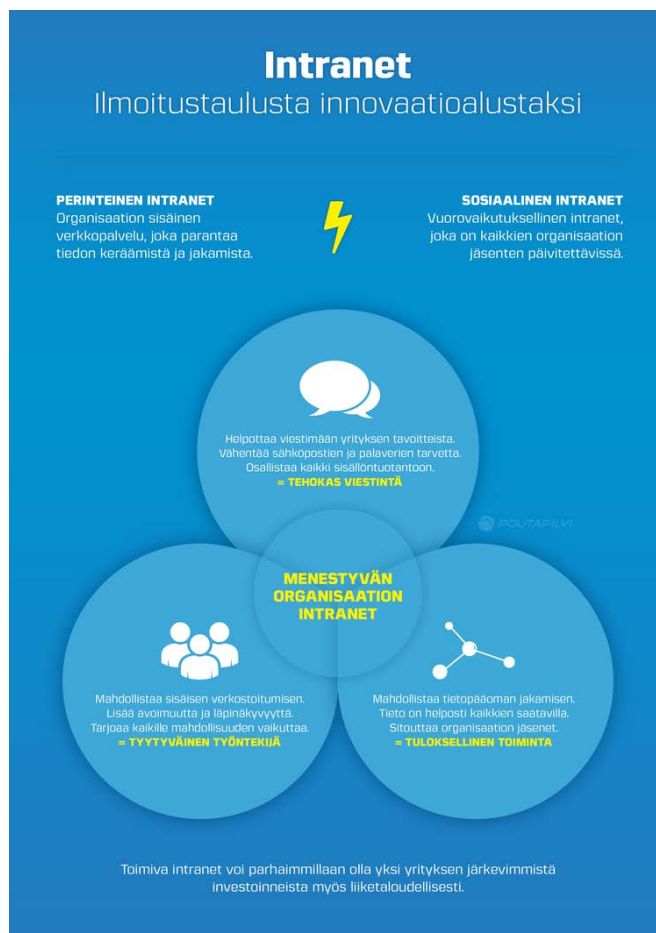 Intranet
Ilmoitustaulusta innovaatioalustaksi
PERINTEINEN INTRANET
Organisaation sisäinen
verkkopalvelu, joka parantaa
tiedon keräämistä ja jakamista.
SOSIAALINEN INTRANET
Vuorovaikutuksellinen intranet,
joka on kaikkien organisaation
jäsenten päivitettävissä.
Helpottaa viestimään yrityksen tavoitteista.
Vähentää sähköpostien ja palaverien tarvetta.
Osallistaa kaikki sisällöntuotantoon.
= TEHOKAS VIESTINTÄ
POUTAPILVI
MENESTYVÄN
ORGANISAATION
INTRANET
Mahdollistaa sisäisen verkostoitumisen.
Lisää avoimuutta ja läpinäkyvyyttä.
Tarjoaa kaikille mahdollisuuden vaikuttaa.
= TYYTYVÄINEN TYÖNTEKIJÄ
Mahdollistaa tietopääoman jakamisen.
Tieto on helposti kaikkien saatavilla.
Sitouttaa organisaation jäsenet.
= TULOKSELLINEN TOIMINTA
Toimiva intranet voi parhaimmillaan olla yksi yrityksen järkevimmistä
investoinneista myös liiketaloudellisesti.